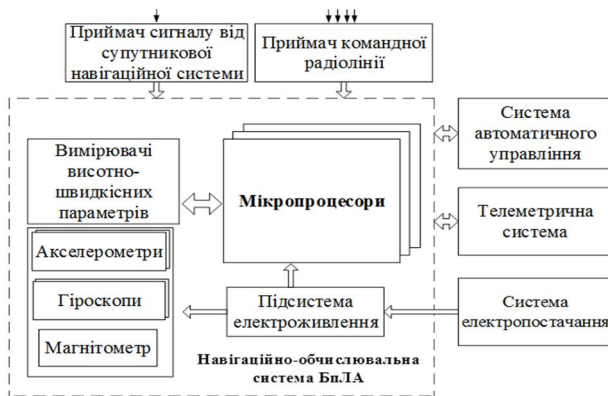 Приймач сигналу від
супутникової
навігаційної системи
Приймач командної
радіолінії
Вимірювачі
висотно-
швидкісних
параметрів
Мікропроцесори
Система
автоматичного
управління
Телеметрична
система
Акселерометри
Гіроскопи
Магнітометр
Підсистема
електроживлення
Система
електропостачання
Навігаційно-обчислювальна
система БпЛА